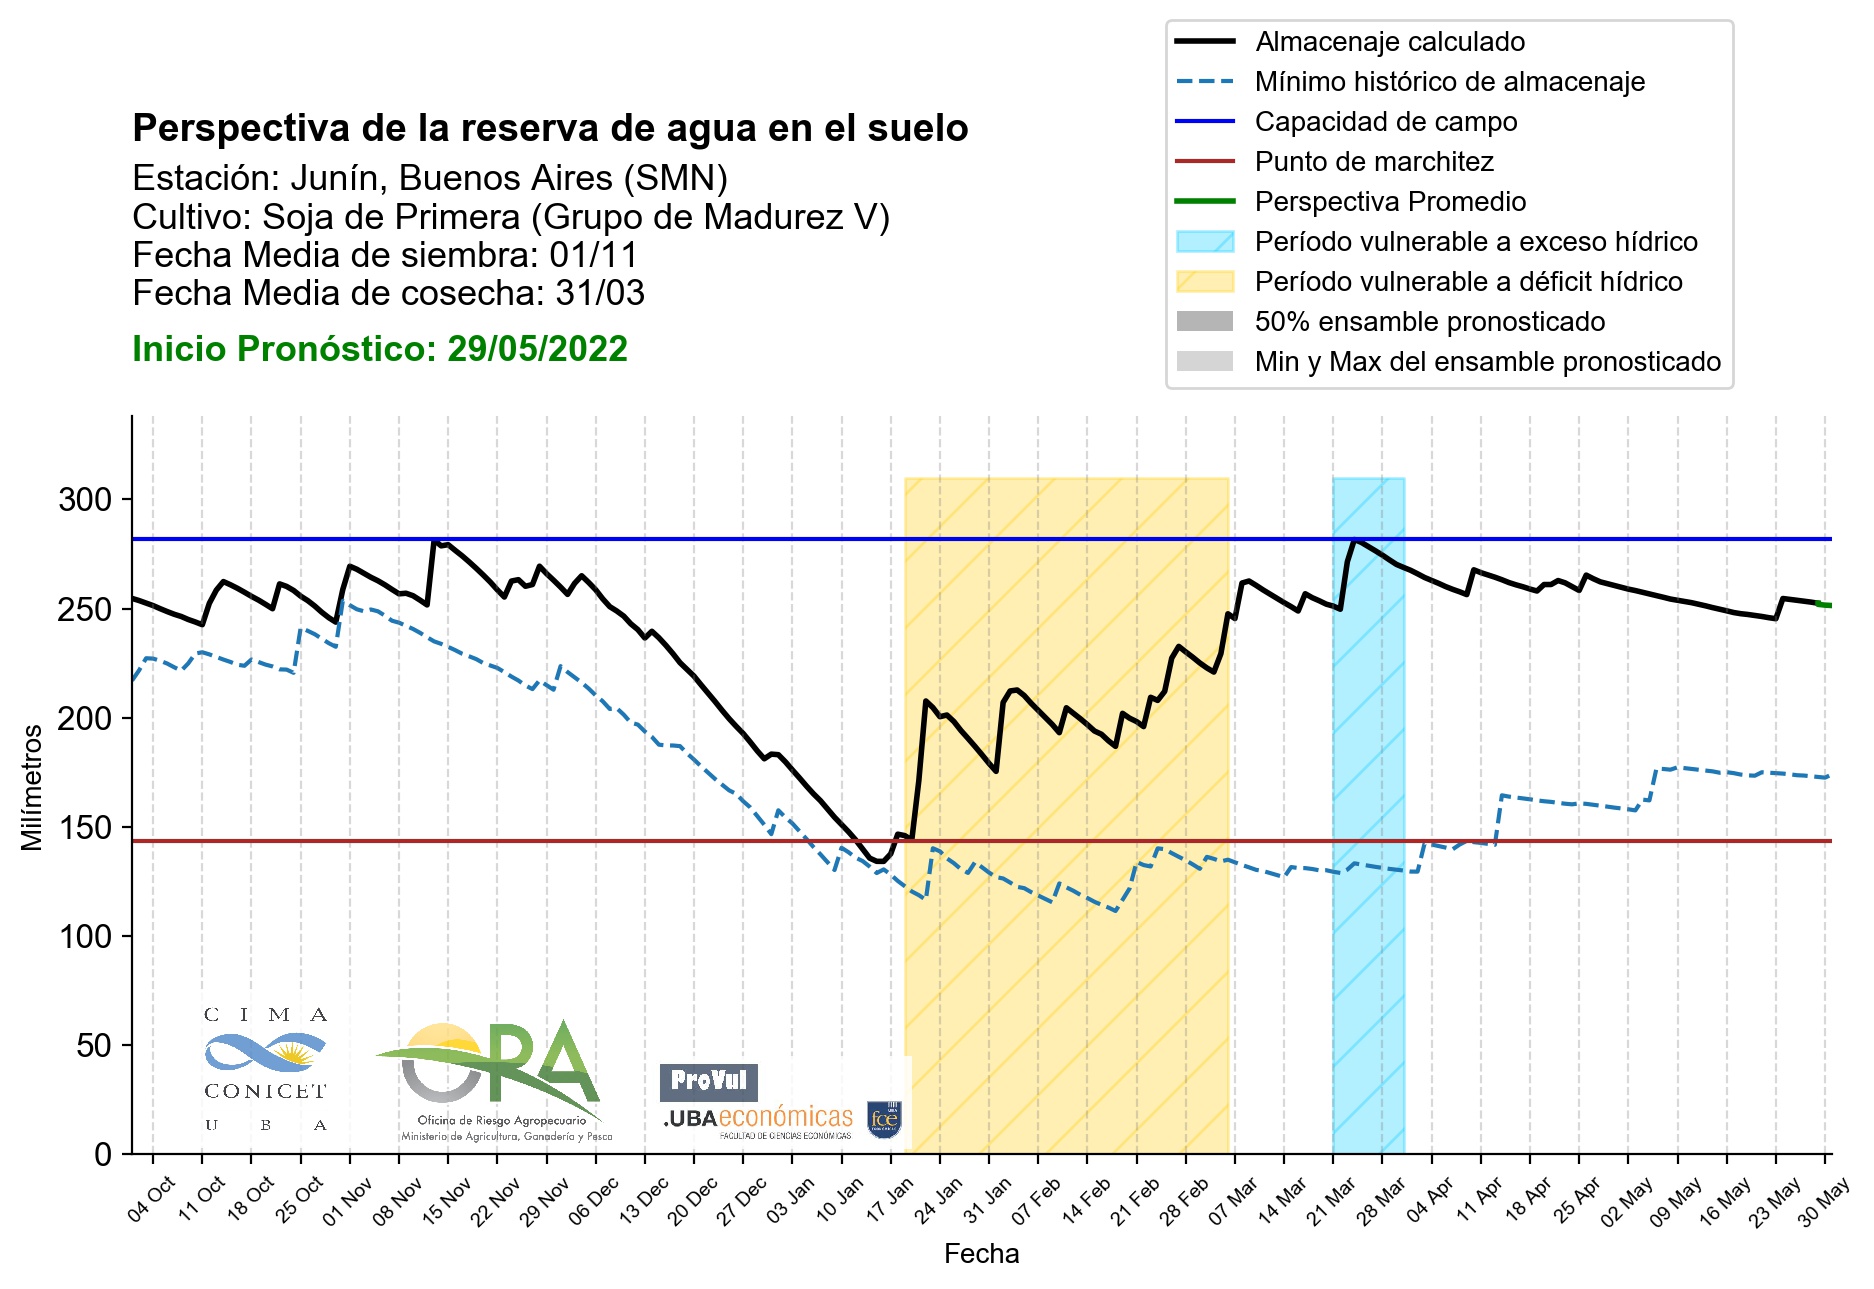 Almacenaje calculado
Mínimo histórico de almacenaje
Capacidad de campo
Punto de marchitez
Perspectiva Promedio
Período vulnerable a exceso hídrico
Período vulnerable a déficit hídrico
50% ensamble pronosticado
Min y Max del ensamble pronosticado
Perspectiva de la reserva de agua en el suelo
Estación: Junín, Buenos Aires (SMN)
Cultivo: Soja de Primera (Grupo de Madurez V)
Fecha Media de siembra: 01/11
Fecha Media de cosecha: 31/03
Inicio Pronóstico: 29/05/2022
300
250
200
150
100
50
0
Milímetros
CIMA
CONICET
UBA
ORA
Oficina de Riesgo Agropecuario
Ministerio de Agricultura, Ganadería y Pesca
ProVul
.UBAeconómicas
FACULTAD DE CIENCIAS ECONÓMICAS
fce
04 Oct
11 Oct
18 Oct
25 Oct
01 Nov
08 Nov
15 Nov
22 Nov
29 Nov
06 Dec
13 Dec
20 Dec
27 Dec
03 Jan
10 Jan
17 Jan
24 Jan
31 Jan
07 Feb
14 Feb
21 Feb
28 Feb
07 Mar
14 Mar
21 Mar
28 Mar
04 Apr
11 Apr
18 Apr
25 Apr
02 May
09 May
16 May
23 May
30 May
Fecha